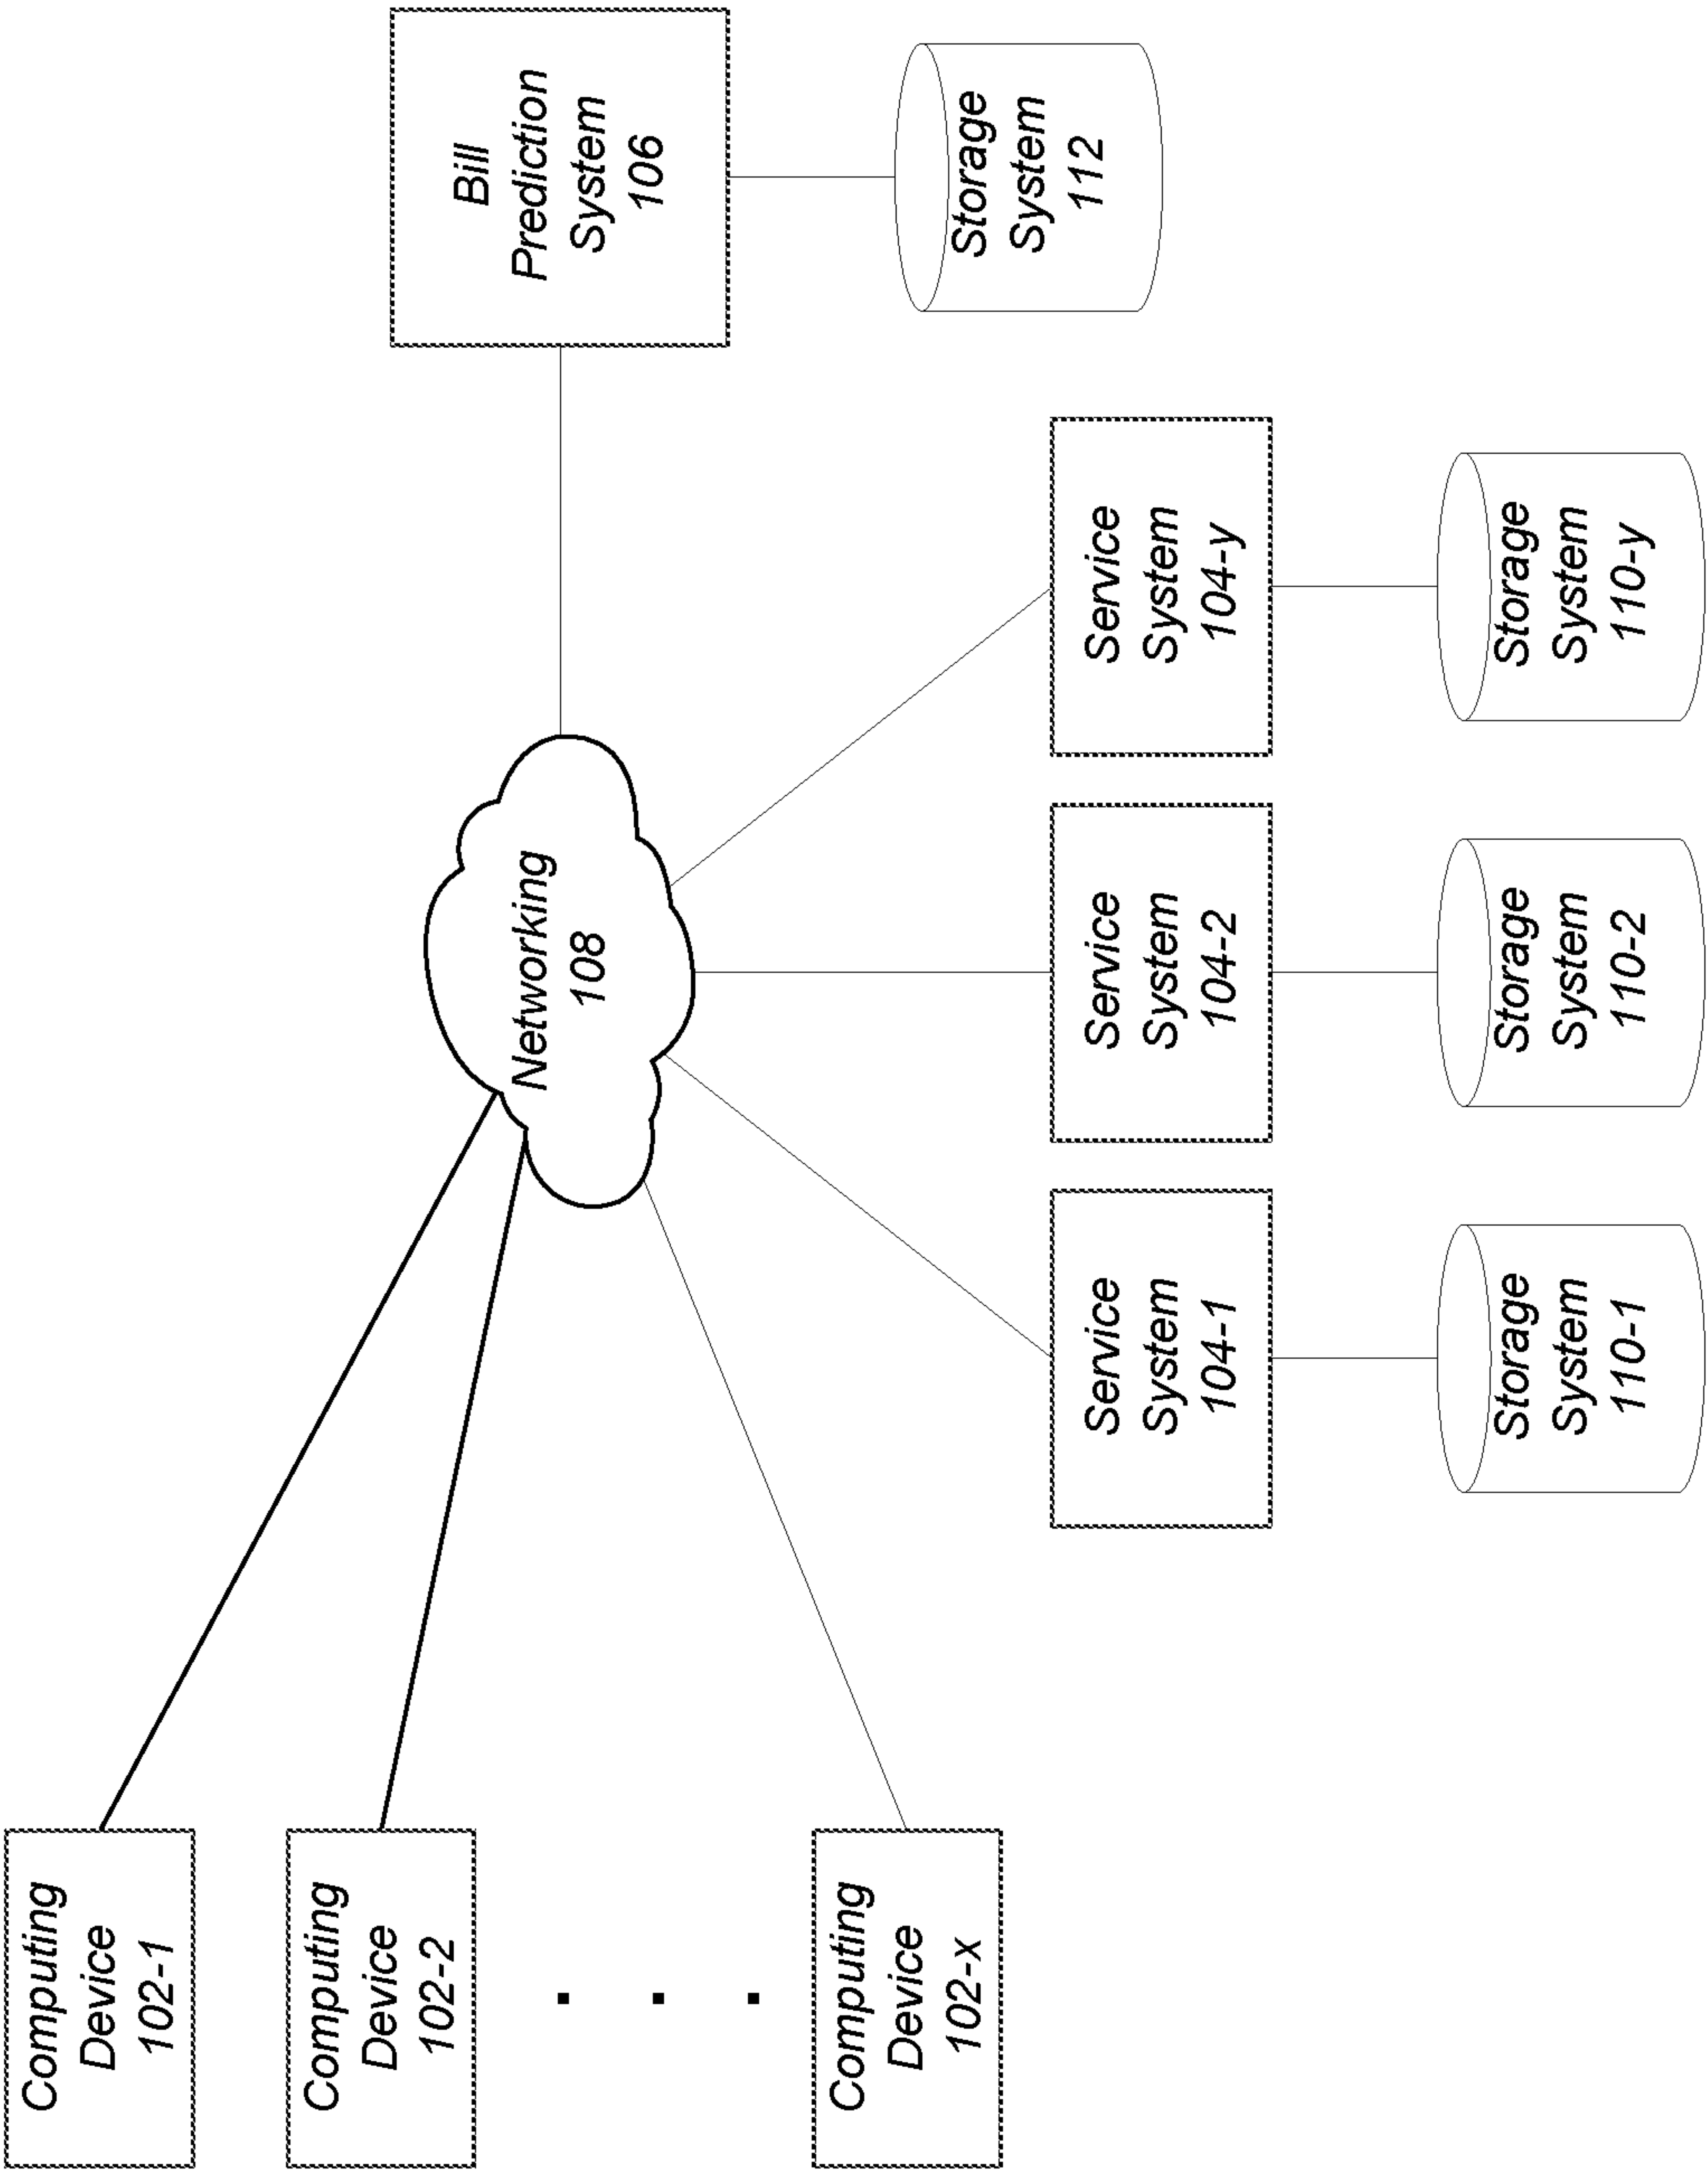 Computing
Device
102-1
Computing
Device
102-2
. . .
Computing
Device
102-x
Networking
108
Bill
Prediction
System
106
Storage
System
112
Service
System
104-1
Service
System
104-2
Service
System
104-y
Storage
System
110-1
Storage
System
110-2
Storage
System
110-y